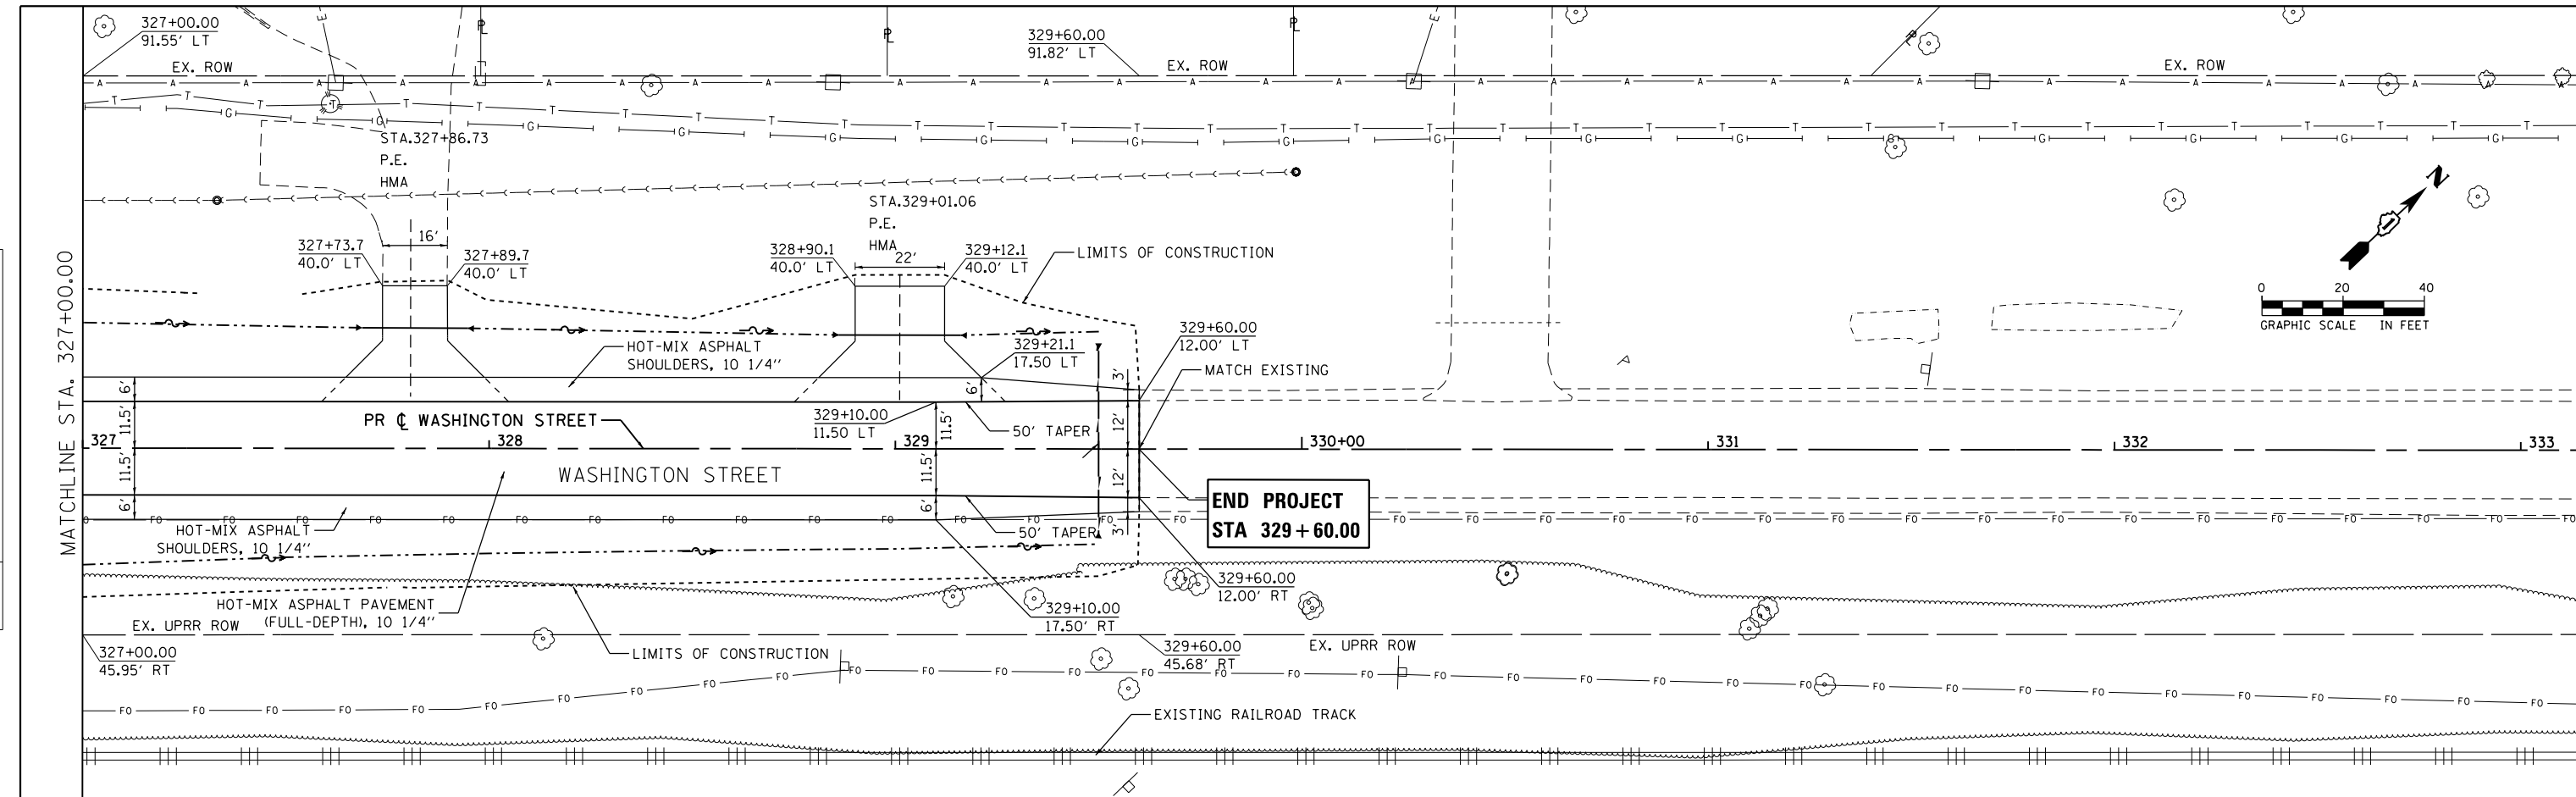 327+00.00
91.55' LT
EX. ROW
329+60.00
91.82' LT
EX. ROW
EX. ROW
STA.327+86.73
P.E.
HMA
STA.329+01.06
P.E.
HMA
N
327+73.7
40.0' LT
16'
327+89.7
40.0' LT
328+90.1
40.0' LT
22'
329+12.1
40.0' LT
LIMITS OF CONSTRUCTION
0 20 40
GRAPHIC SCALE IN FEET
MATCHLINE STA. 327+00.00
HOT-MIX ASPHALT
SHOULDERS, 10 1/4"
329+21.1
17.50 LT
329+60.00
12.00' LT
MATCH EXISTING
6'
11.5'
11.5'
6'
PR ℄ WASHINGTON STREET
329+10.00
11.50 LT
6'
11.5'
11.5'
6'
50' TAPER
3'
12'
12'
3'
327
328
329
330+00
331
332
333
WASHINGTON STREET
END PROJECT
STA 329+60.00
HOT-MIX ASPHALT
SHOULDERS, 10 1/4"
50' TAPER
HOT-MIX ASPHALT PAVEMENT
(FULL-DEPTH), 10 1/4"
329+60.00
12.00' RT
329+10.00
17.50' RT
EX. UPRR ROW
327+00.00
45.95' RT
LIMITS OF CONSTRUCTION
329+60.00
45.68' RT
EX. UPRR ROW
EXISTING RAILROAD TRACK